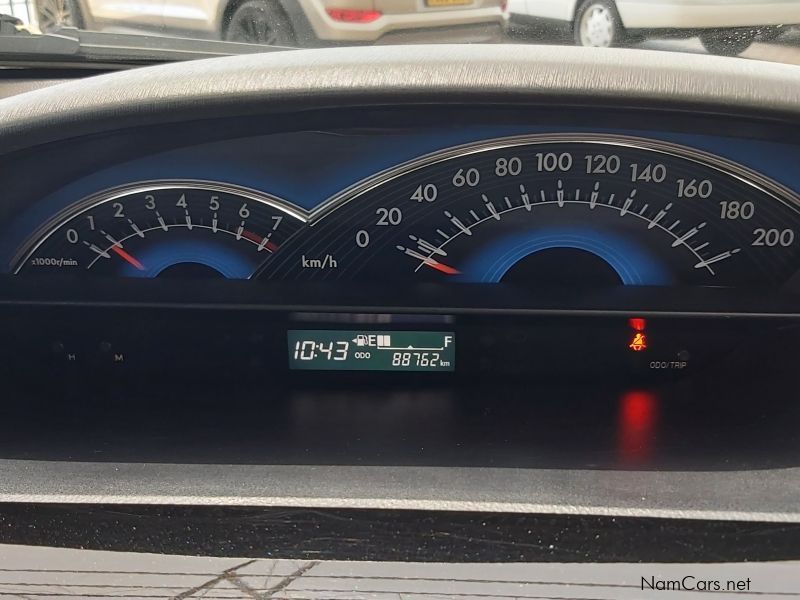 0 1 2 3 4 5 6 7
x1000r/min
0 20 40 60 80 100 120 140 160 180 200
km/h
10:43 E F
ODO 88762 km
H M
ODO/TRIP
NamCars.net